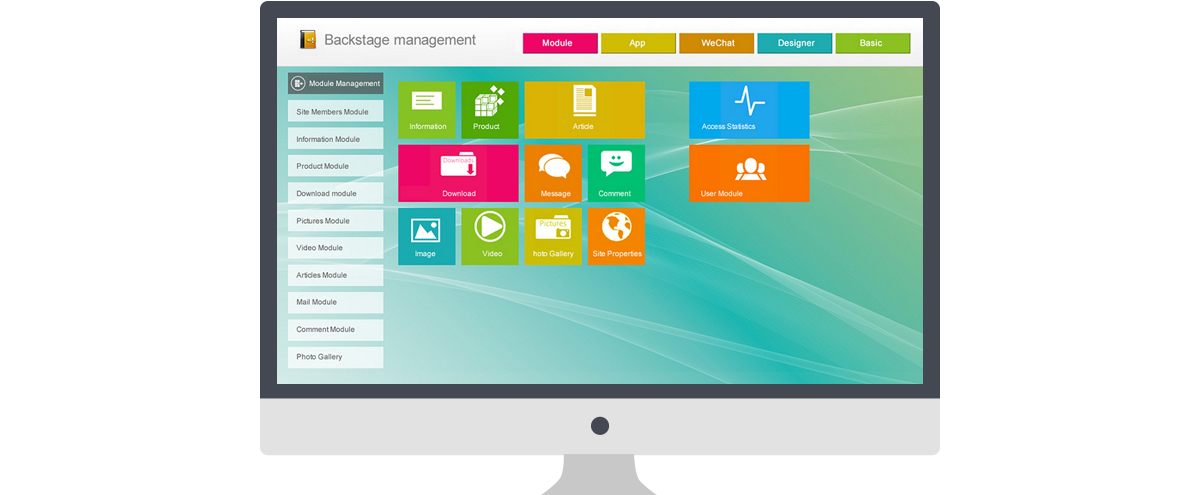 Backstage management
Module
App
WeChat
Designer
Basic
Module Management
Site Members Module
Information Module
Product Module
Download module
Pictures Module
Video Module
Articles Module
Mail Module
Comment Module
Photo Gallery
Information
Product
Article
Access Statistics
Downloads
Download
Message
Comment
User Module
Image
Video
Pictures
hoto Gallery
Site Properties